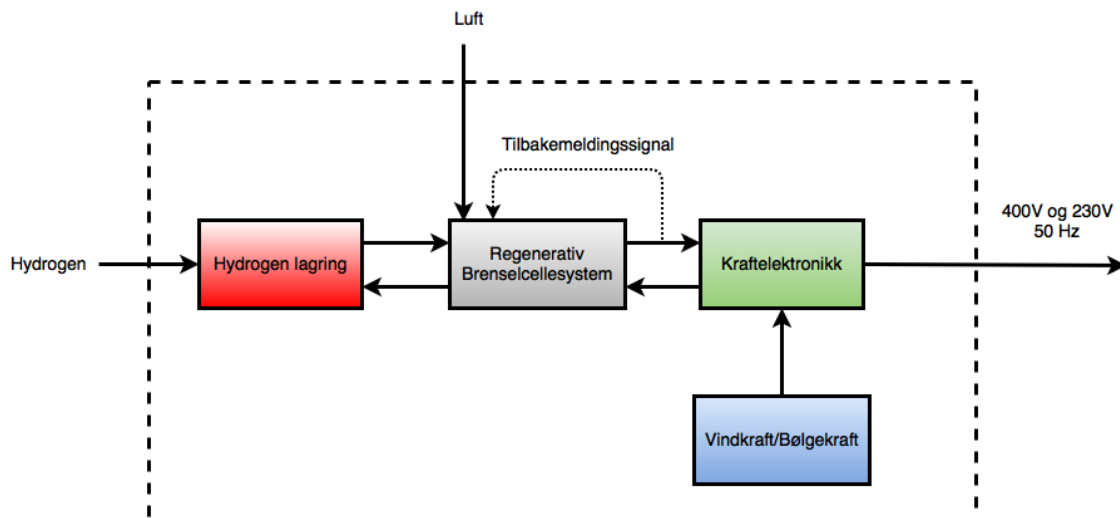 Luft
Tilbakemeldingssignal
400V og 230V
50 Hz
Hydrogen
Hydrogen lagring
Regenerativ
Brenselcellesystem
Kraftelektronikk
Vindkraft/Bølgekraft